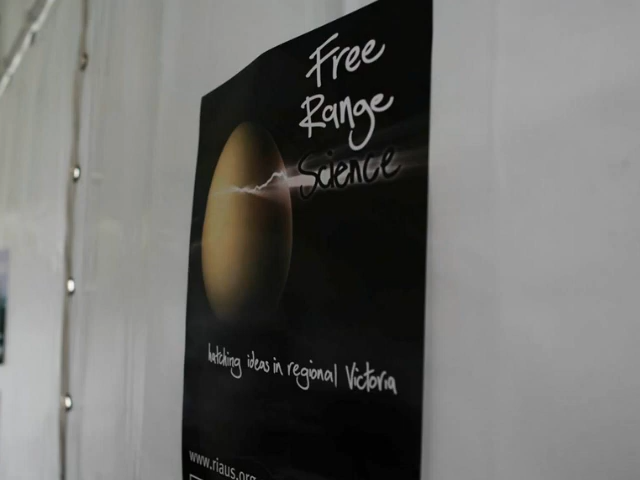 Free
Range
Science
hatching ideas in regional Victoria
www.riaus.org